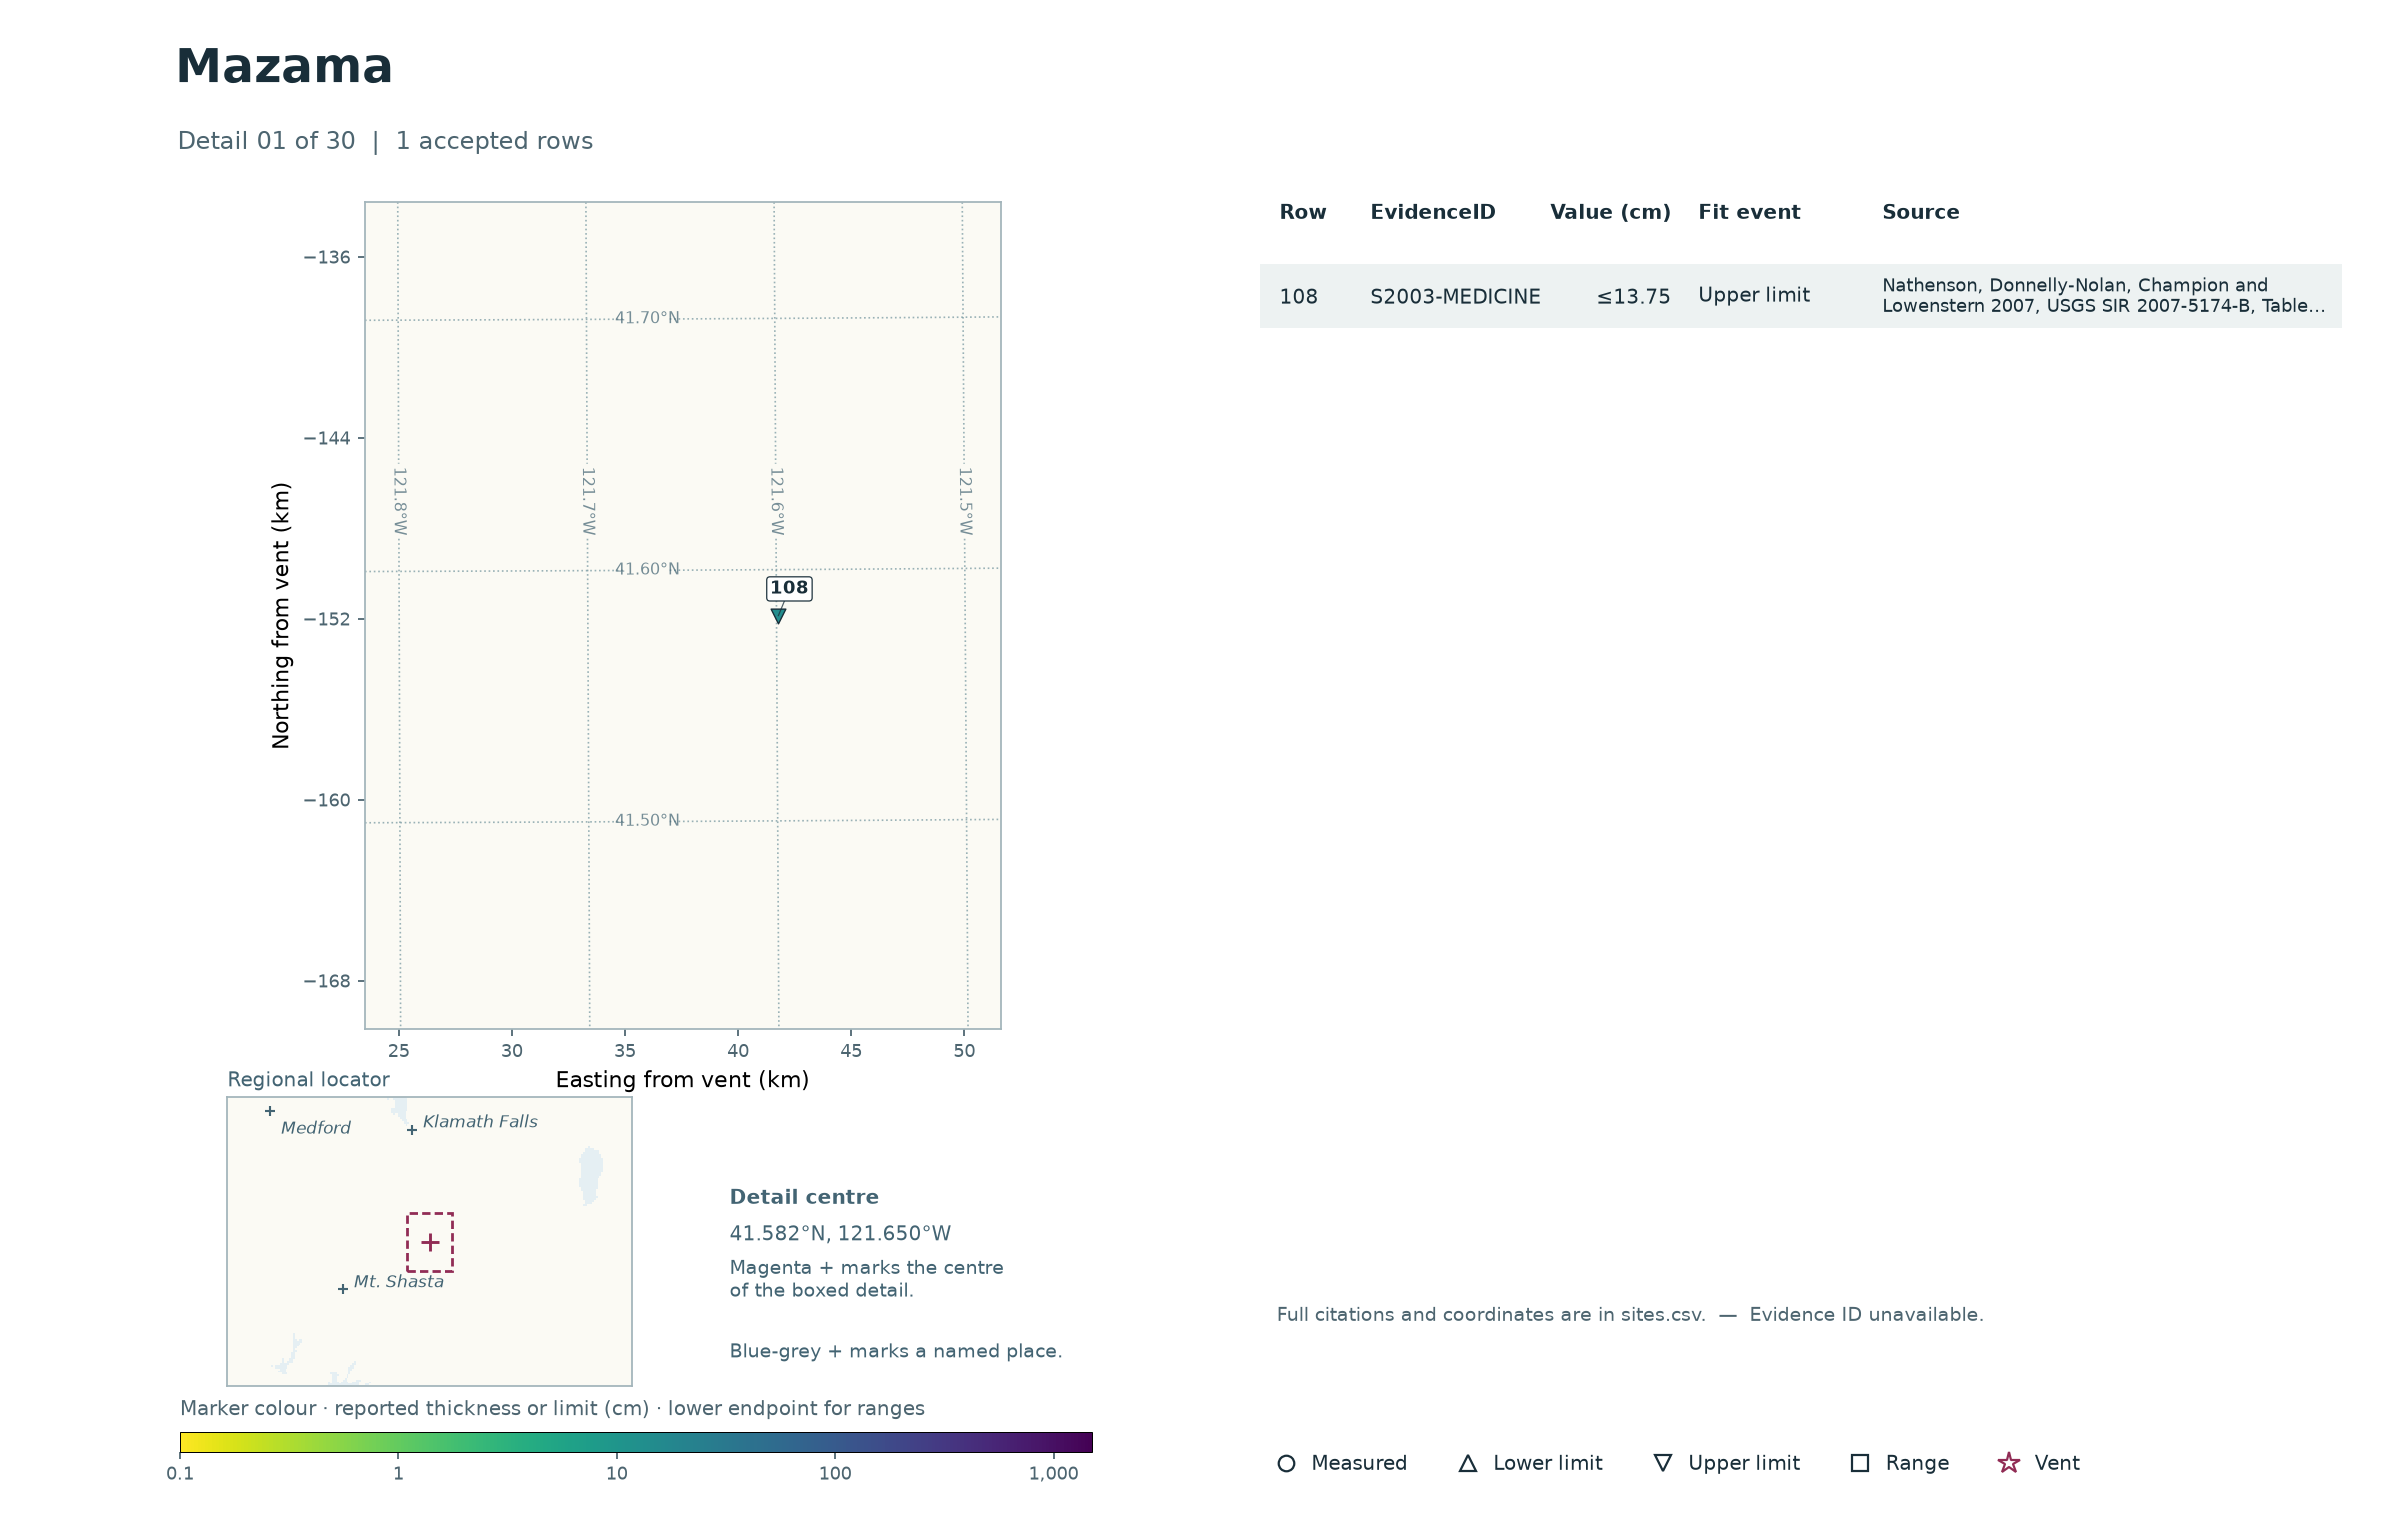 Mazama
Detail 01 of 30 | 1 accepted rows
Row EvidenceID Value (cm) Fit event Source
108 S2003-MEDICINE ≤13.75 Upper limit Nathenson, Donnelly-Nolan, Champion and
Lowenstern 2007, USGS SIR 2007-5174-B, Table...
Northing from vent (km)
−136
−144
−152
−160
−168
41.70°N
121.8°W 121.7°W 121.6°W 121.5°W
41.60°N
108
41.50°N
25 30 35 40 45 50
Easting from vent (km)
Regional locator
Medford
Klamath Falls
Mt. Shasta
Detail centre
41.582°N, 121.650°W
Magenta + marks the centre
of the boxed detail.
Blue-grey + marks a named place.
Full citations and coordinates are in sites.csv. — Evidence ID unavailable.
Marker colour · reported thickness or limit (cm) · lower endpoint for ranges
0.1 1 10 100 1,000
Measured Lower limit Upper limit Range Vent